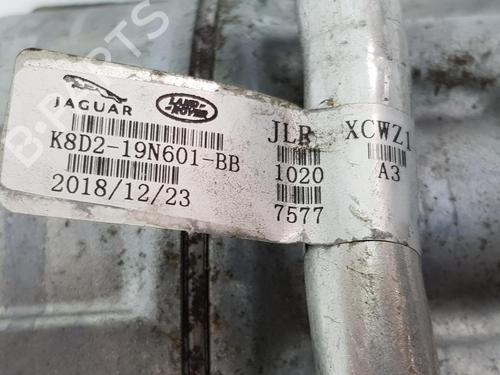 B-PARTS
JAGUAR
LAND ROVER
K8D2-19N601-BB
2018/12/23
JLR
1020
7577
XCWZ1
A3